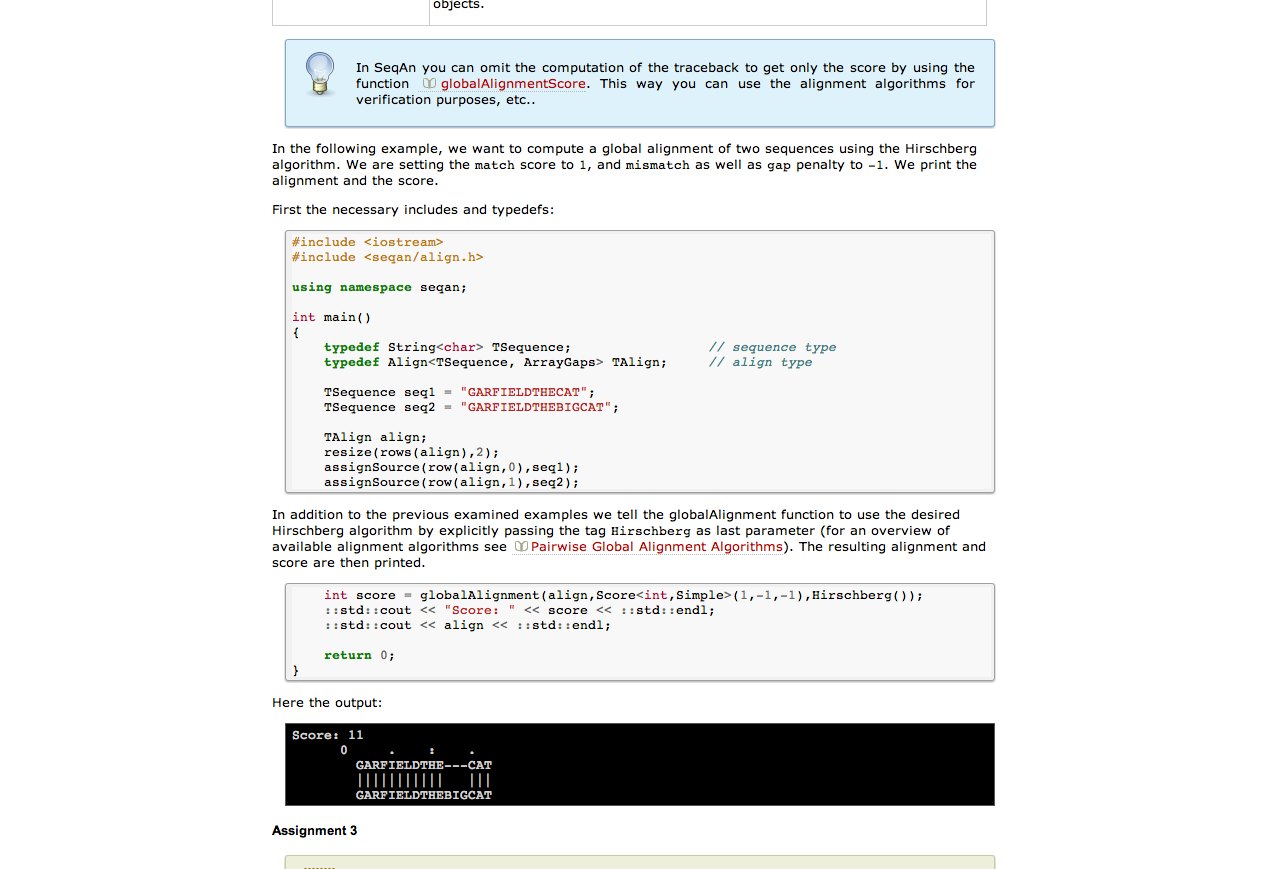 objects.
In SeqAn you can omit the computation of the traceback to get only the score by using the
function globalAlignmentScore. This way you can use the alignment algorithms for
verification purposes, etc..
In the following example, we want to compute a global alignment of two sequences using the Hirschberg
algorithm. We are setting the match score to 1, and mismatch as well as gap penalty to -1. We print the
alignment and the score.
First the necessary includes and typedefs:
#include <iostream>
#include <seqan/align.h>
using namespace seqan;
int main()
{
    typedef String<char> TSequence;                 // sequence type
    typedef Align<TSequence, ArrayGaps> TAlign;     // align type
    TSequence seq1 = "GARFIELDTHECAT";
    TSequence seq2 = "GARFIELDTHEBIGCAT";
    TAlign align;
    resize(rows(align),2);
    assignSource(row(align,0),seq1);
    assignSource(row(align,1),seq2);
In addition to the previous examined examples we tell the globalAlignment function to use the desired
Hirschberg algorithm by explicitly passing the tag Hirschberg as last parameter (for an overview of
available alignment algorithms see Pairwise Global Alignment Algorithms). The resulting alignment and
score are then printed.
    int score = globalAlignment(align,Score<int,Simple>(1,-1,-1),Hirschberg());
    ::std::cout << "Score: " << score << ::std::endl;
    ::std::cout << align << ::std::endl;
    return 0;
}
Here the output:
Score: 11
      0     .    :    .
        GARFIELDTHE---CAT
        |||||||||||   |||
        GARFIELDTHEBIGCAT
Assignment 3